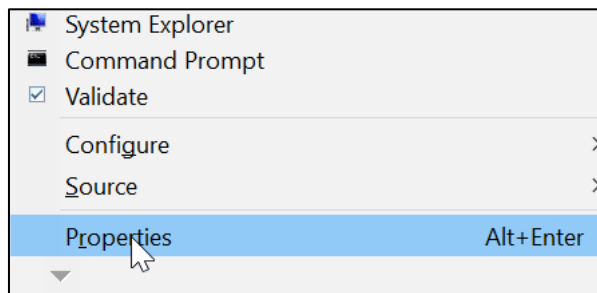 System Explorer
Command Prompt
Validate
Configure
Source
Properties Alt+Enter